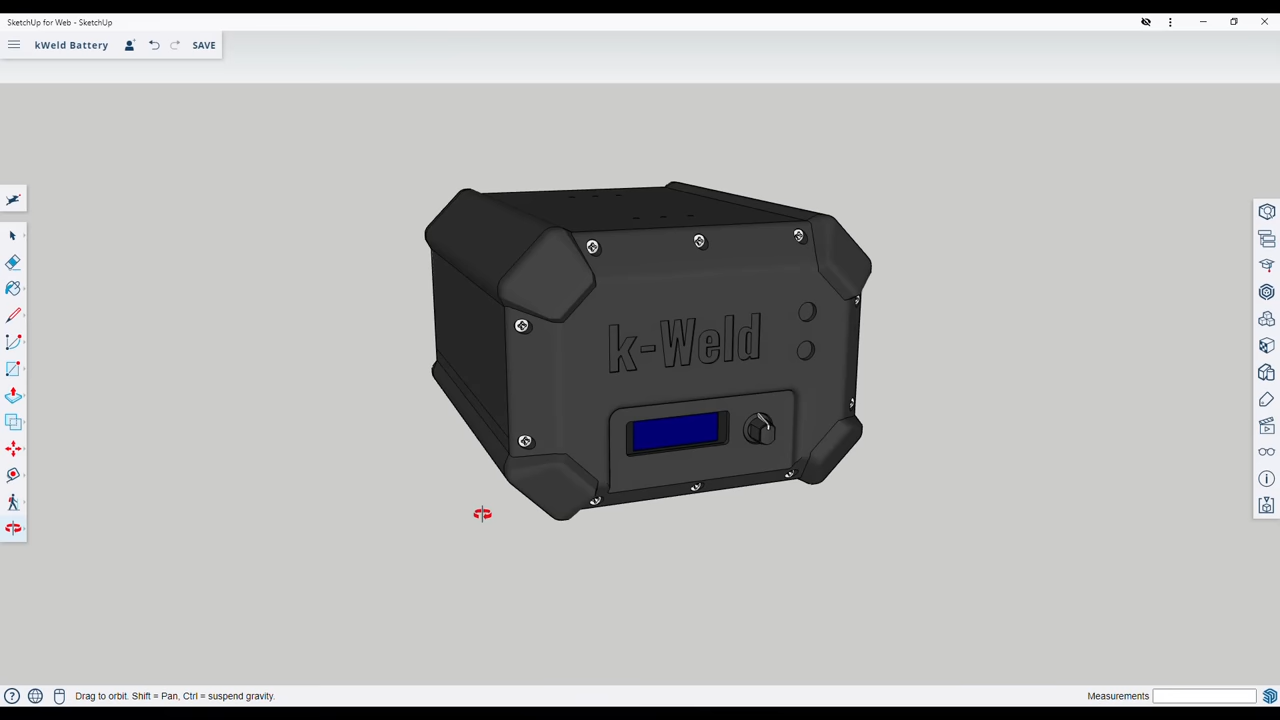 SketchUp for Web - SketchUp
kWeld Battery
SAVE
k-Weld
Drag to orbit. Shift = Pan, Ctrl = suspend gravity.
Measurements